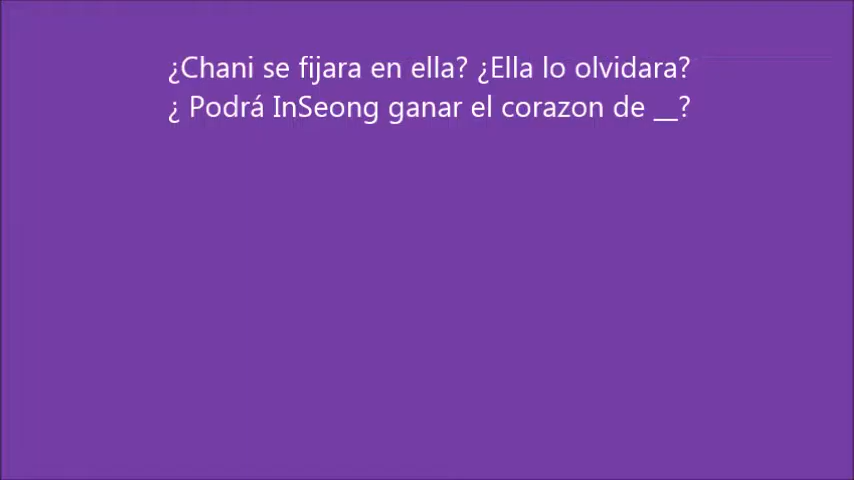 ¿Chani se fijara en ella? ¿Ella lo olvidara?
¿ Podrá InSeong ganar el corazon de __?